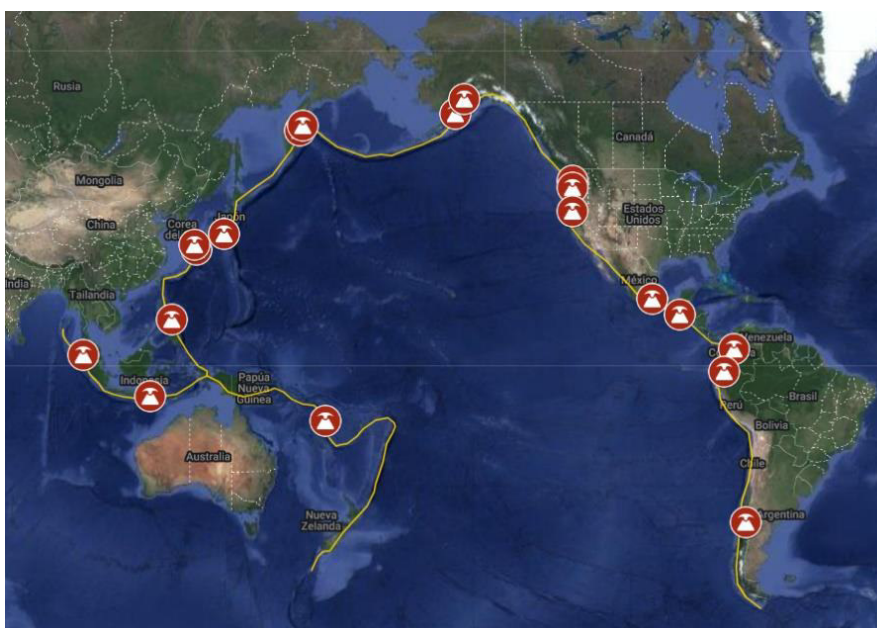 Rusia
Canadá
Mongolia
Estados
Unidos
China
Corea
Japón
India
México
Tailandia
Venezuela
Indonesia
Papúa
Nueva
Guinea
Perú
Brasil
Bolivia
Australia
Chile
Nueva
Zelanda
Argentina